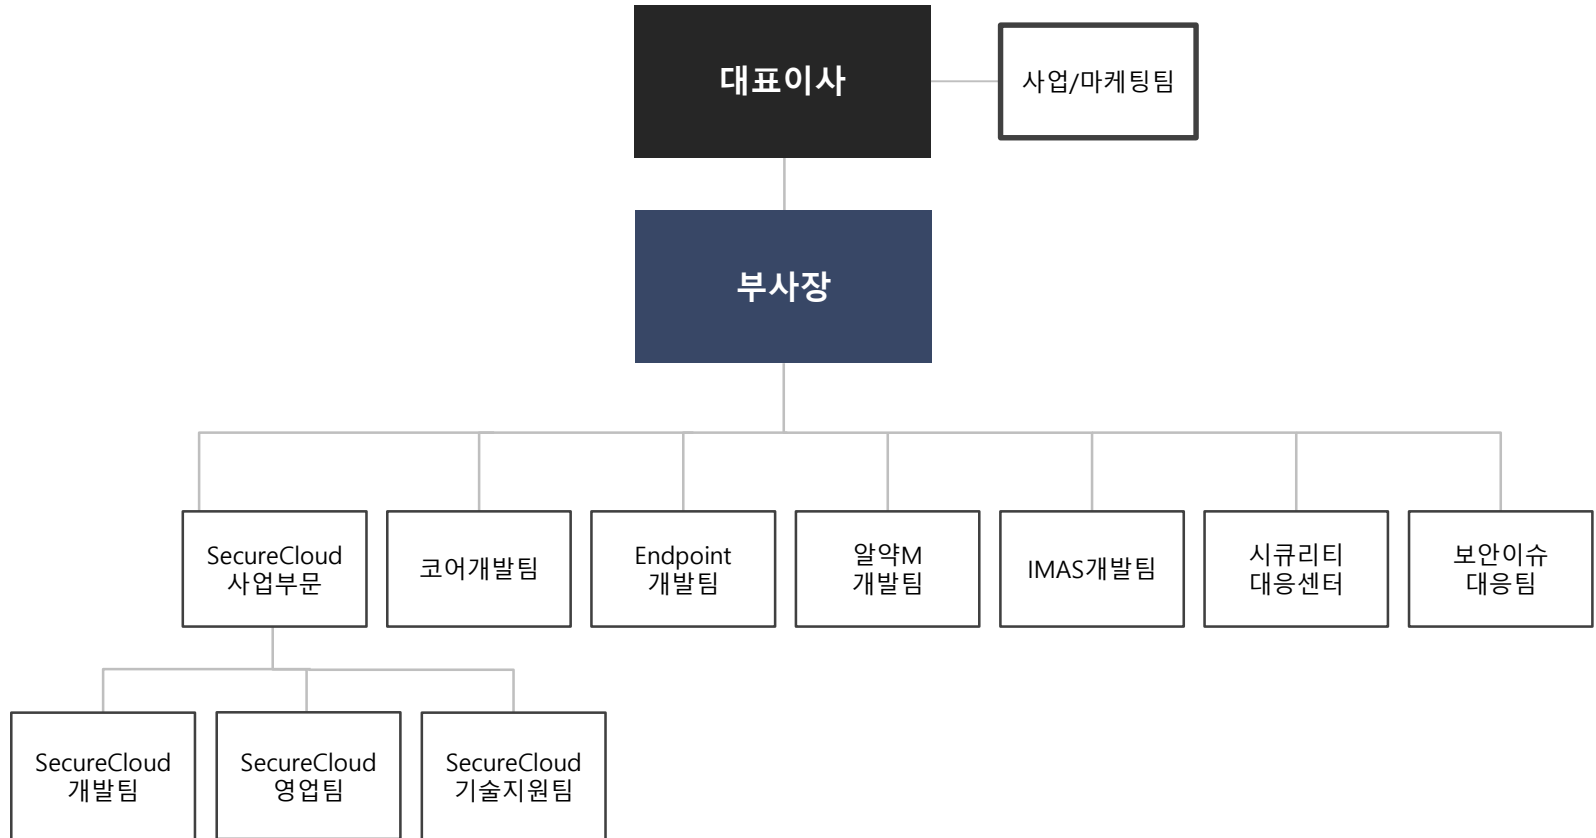 대표이사
사업/마케팅팀
부사장
SecureCloud
사업부문
코어개발팀
Endpoint
개발팀
알약M
개발팀
IMAS개발팀
시큐리티
대응센터
보안이슈
대응팀
SecureCloud
개발팀
SecureCloud
영업팀
SecureCloud
기술지원팀